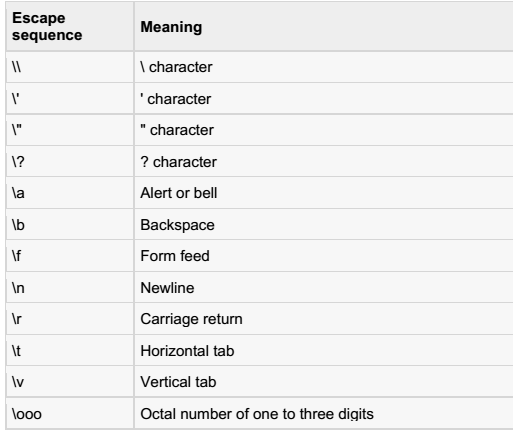 Escape
sequence Meaning
\\ \ character
\' ' character
\" " character
\? ? character
\a Alert or bell
\b Backspace
\f Form feed
\n Newline
\r Carriage return
\t Horizontal tab
\v Vertical tab
\ooo Octal number of one to three digits